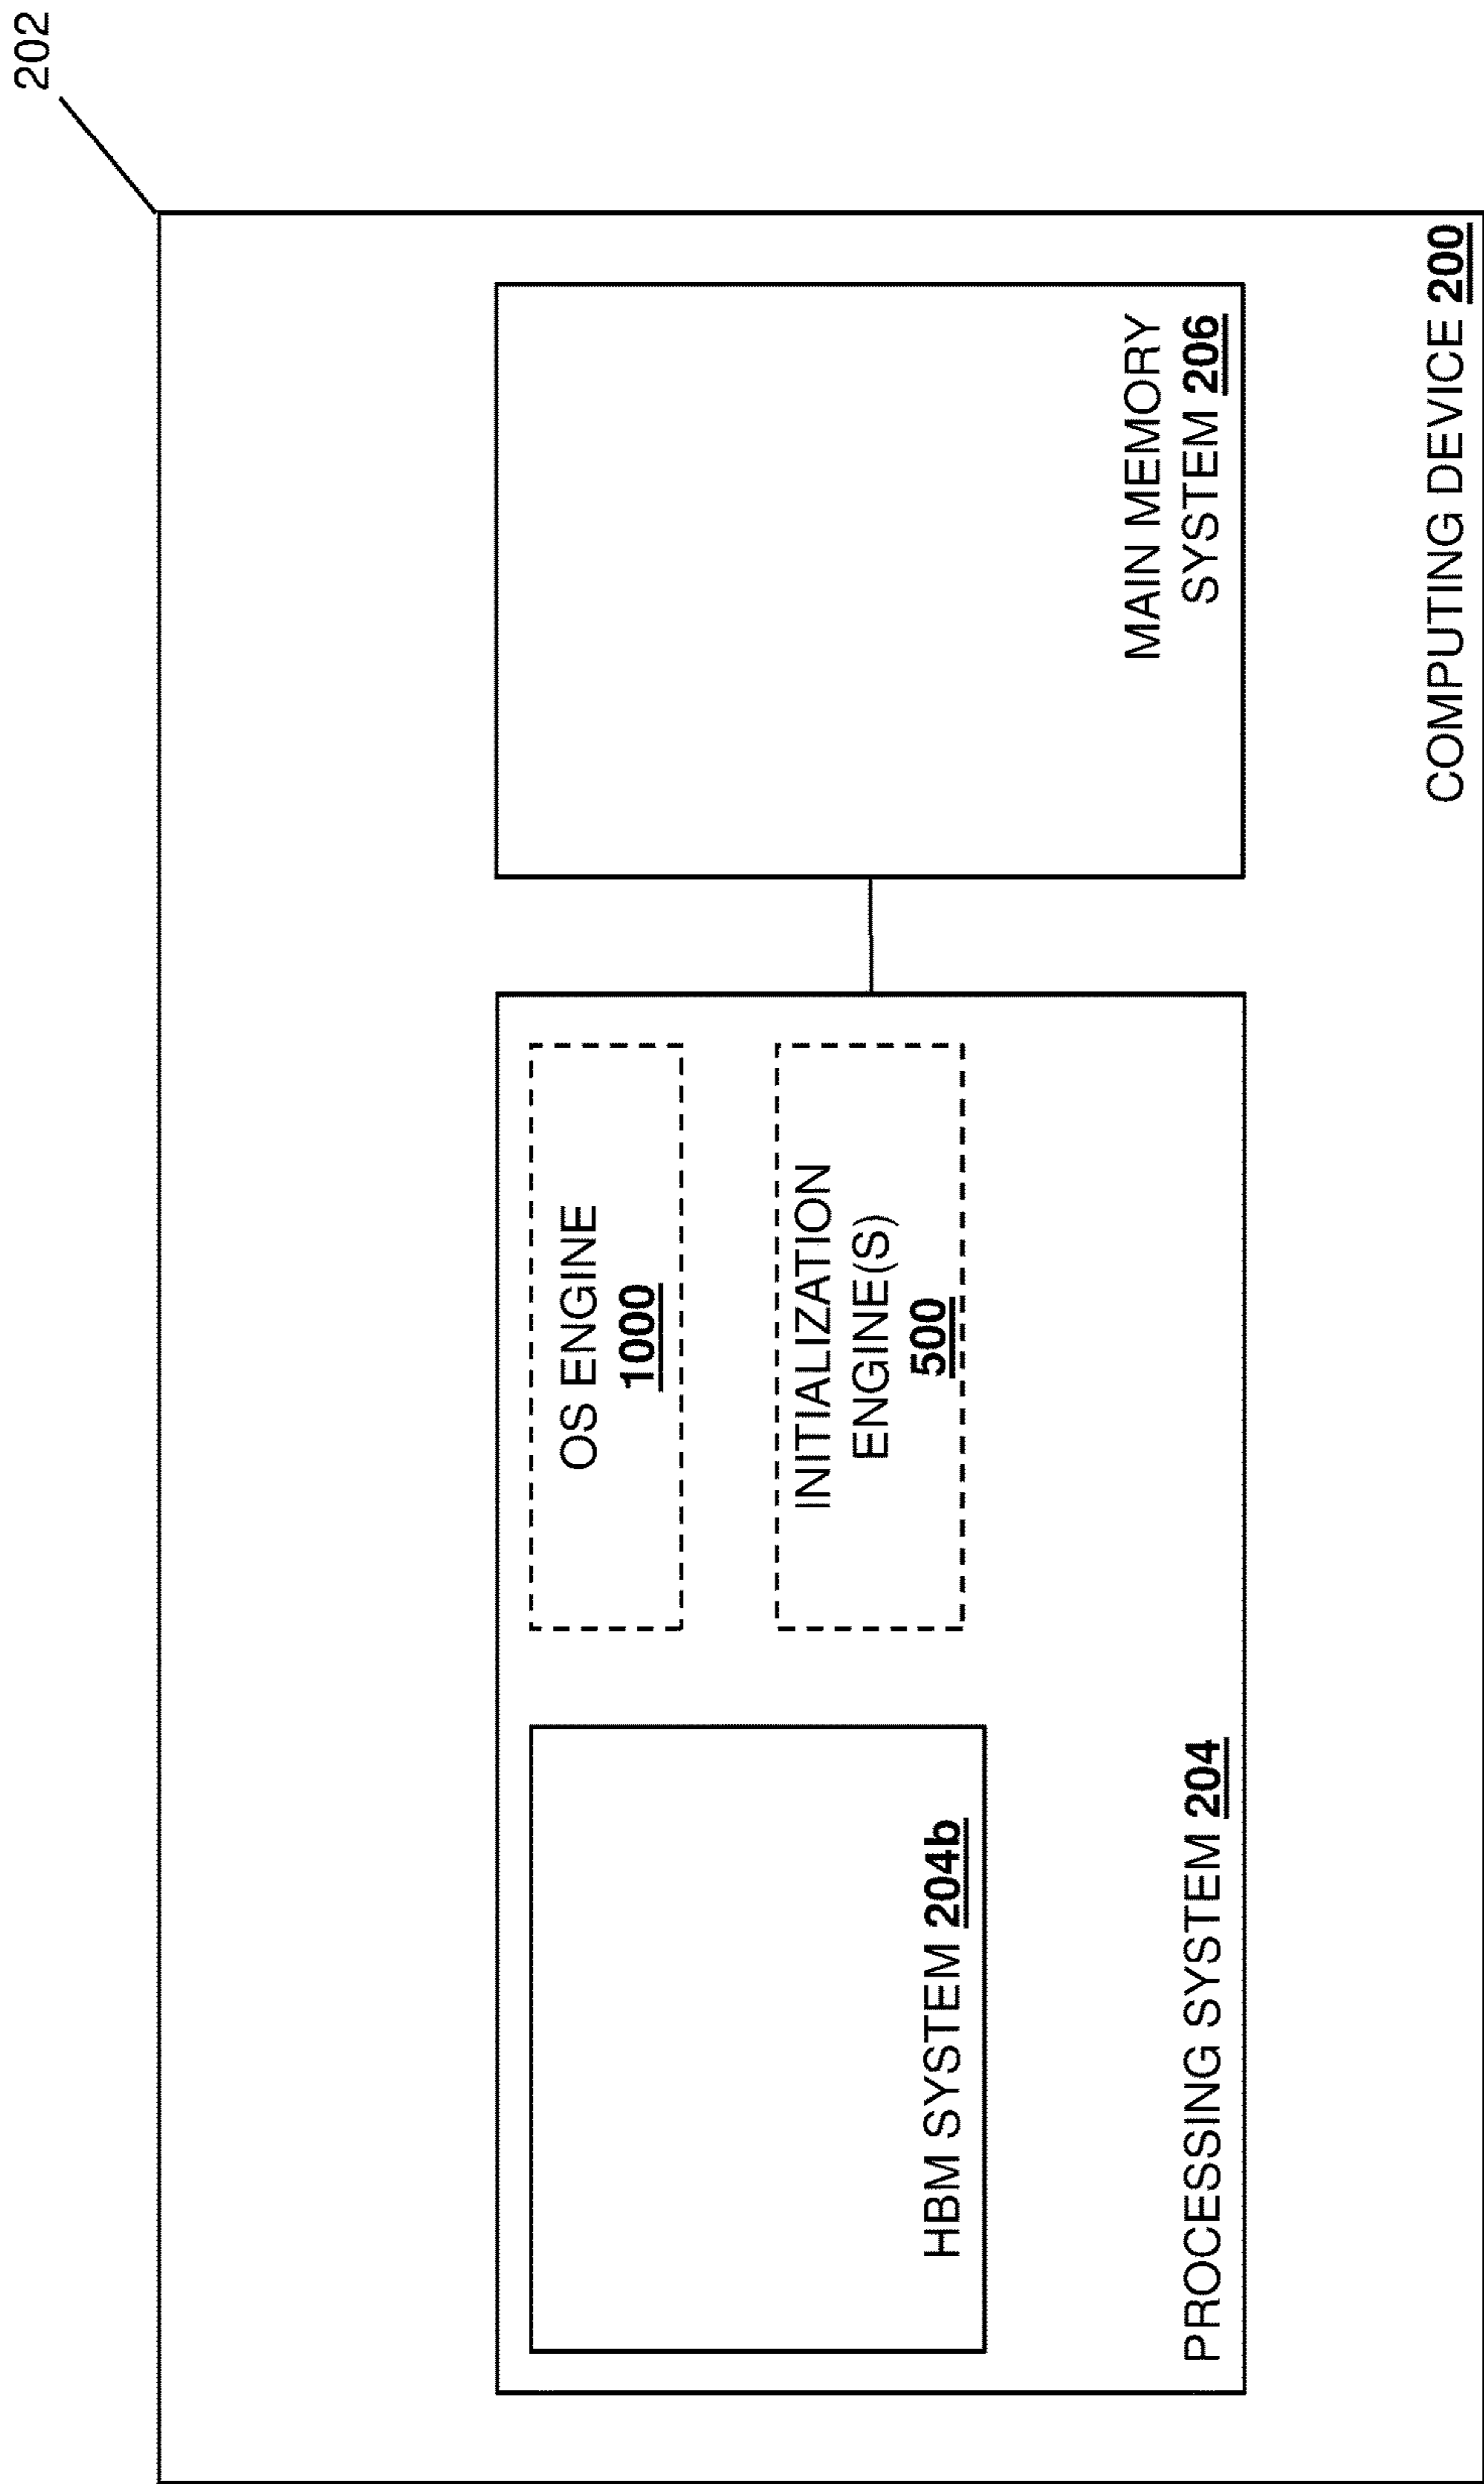 202
OS ENGINE
1000
INITIALIZATION
ENGINE(S)
500
HBM SYSTEM 204b
PROCESSING SYSTEM 204
MAIN MEMORY
SYSTEM 206
COMPUTING DEVICE 200